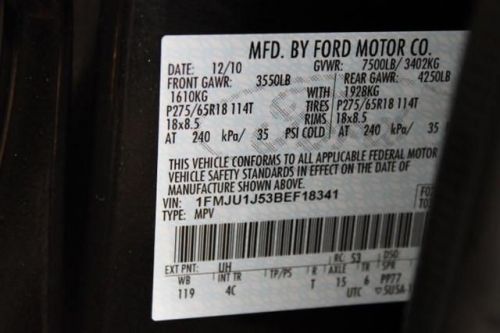 MFD. BY FORD MOTOR CO.
DATE: 12/10 GVWR: 7500LB/ 3402KG
FRONT GAWR: 3550LB REAR GAWR: 4250LB
1610KG WITH 1928KG
P275/65R18 114T TIRES P275/65R18 114T
18x8.5 RIMS 18x8.5
AT 240 kPa/ 35 PSI COLD AT 240 kPa/ 35
THIS VEHICLE CONFORMS TO ALL APPLICABLE FEDERAL MOTOR
VEHICLE SAFETY STANDARDS IN EFFECT ON THE DATE OF
MANUFACTURE SHOWN ABOVE.
VIN: 1FMJU1J53BEF18341
TYPE: MPV
EXT PNT: UH RC: 53 DSO:
WB INT TR TP/PS R AXLE TR SPR
119 4C T 15 6 PP77
UTC